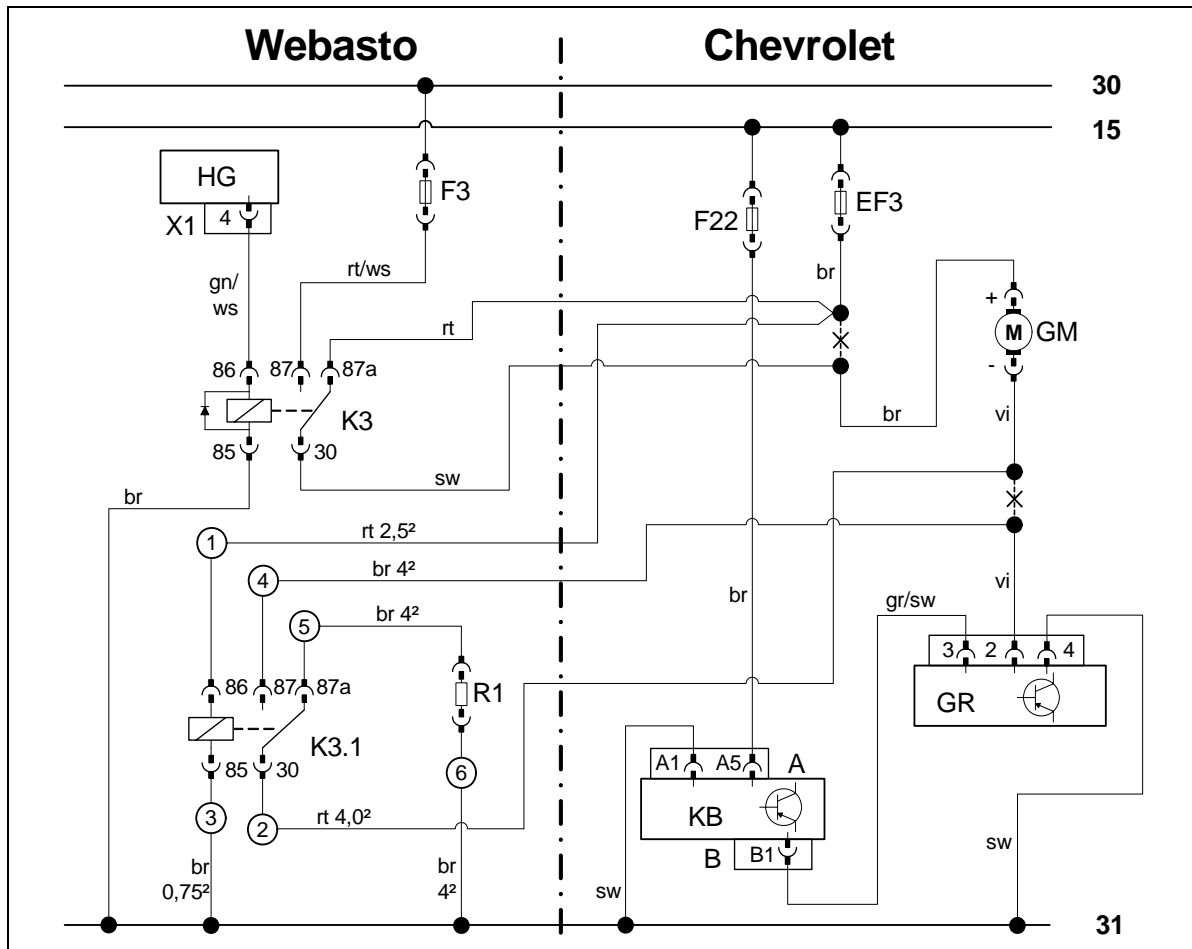 Webasto Chevrolet
30
15
HG
X1 4
F3
F22
EF3
gn/
ws
rt/ws
br
rt
+
M GM
-
86 87 87a
K3
85 30
br
sw
br
vi
1
rt 2,5²
4
br 4²
br
vi
gr/sw
5
br 4²
3 2 4
GR
86 87 87a
R1
K3.1
85 30
6
A1 A5 A
KB
3
2
rt 4,0²
B B1
br
0,75²
br
4²
sw
sw
31